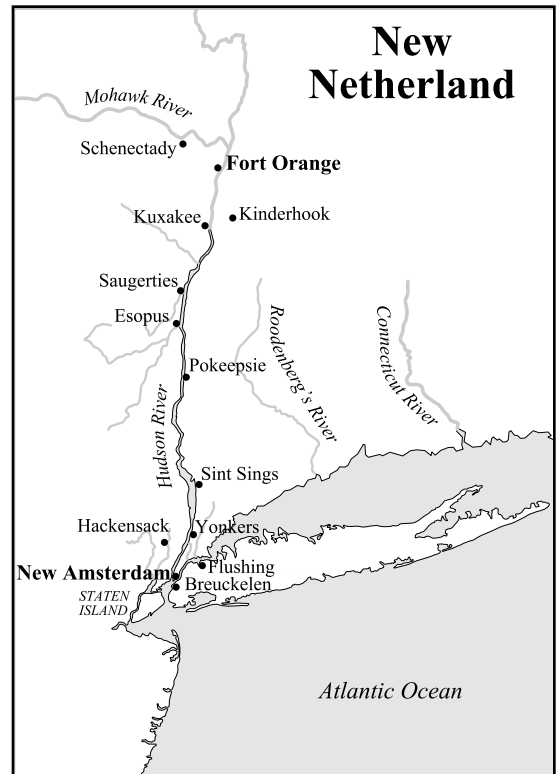 New
Netherland
Mohawk River
Schenectady
Fort Orange
Kuxakee
Kinderhook
Saugerties
Esopus
Roodenberg's River
Connecticut River
Pokeepsie
Hudson River
Sint Sings
Hackensack
Yonkers
Flushing
New Amsterdam
Breuckelen
STATEN
ISLAND
Atlantic Ocean